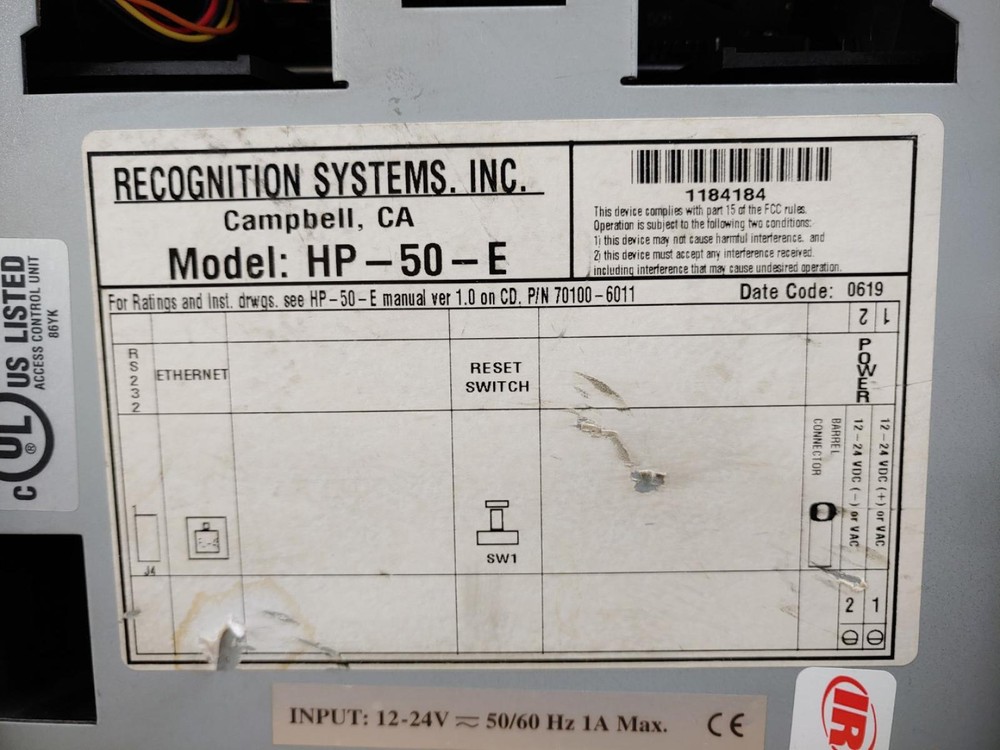 RECOGNITION SYSTEMS. INC.
Campbell, CA
Model: HP-50-E
1184184
This device complies with part 15 of the FCC rules.
Operation is subject to the following two conditions:
1) this device may not cause harmful interference, and
2) this device must accept any interference received,
including interference that may cause undesired operation.
For Ratings and Inst. drwgs. see HP-50-E manual ver 1.0 on CD. P/N 70100-6011
Date Code: 0619
2 1
RS232
ETHERNET
RESET
SWITCH
POWER
BARREL
CONNECTOR
12-24 VDC (-) or VAC
12-24 VDC (+) or VAC
J4
SW1
2 1
C UL® US LISTED
ACCESS CONTROL UNIT
86YK
INPUT: 12-24V ⎓ 50/60 Hz 1A Max. CE
IR